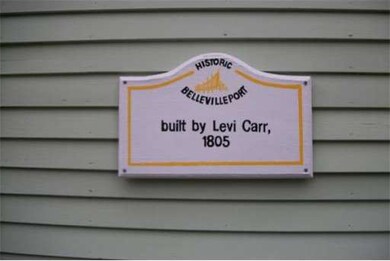 HISTORIC
BELLEVILLEPORT
built by Levi Carr,
1805